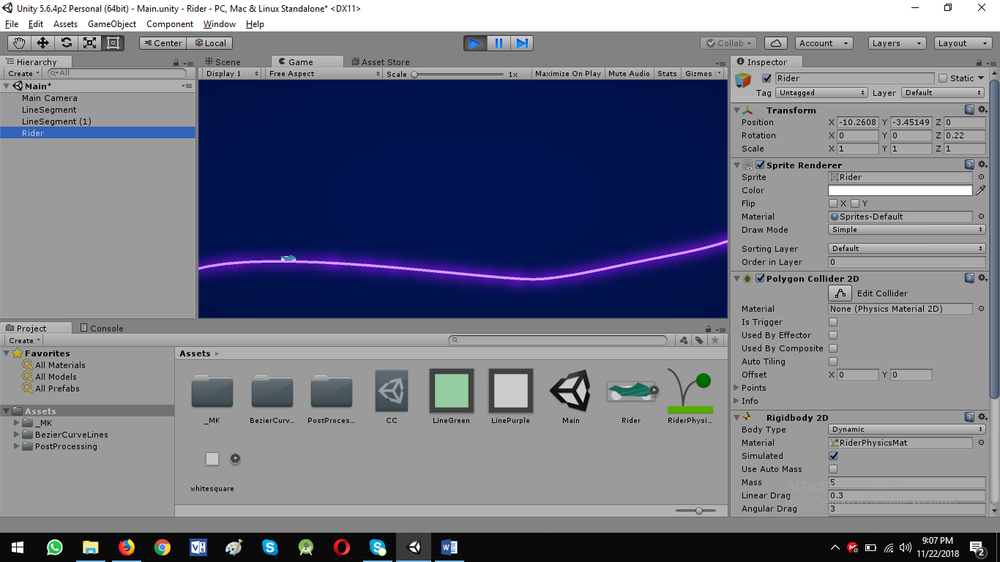 Unity 5.6.4p2 Personal (64bit) - Main.unity - Rider - PC, Mac & Linux Standalone* <DX11>
File Edit Assets GameObject Component Window Help
Center Local Collab Account Layers Layout
Hierarchy
Create All
Main*
Main Camera
LineSegment
LineSegment (1)
Rider
Scene Game Asset Store
Display 1 Free Aspect Scale 1x Maximize On Play Mute Audio Stats Gizmos
Inspector
Rider Static
Tag Untagged Layer Default
Transform
Position X -10.2608 Y -3.45149 Z 0
Rotation X 0 Y 0 Z 0.22
Scale X 1 Y 1 Z 1
Sprite Renderer
Sprite Rider
Color
Flip X Y
Material Sprites-Default
Draw Mode Simple
Sorting Layer Default
Order in Layer 0
Polygon Collider 2D
Edit Collider
Material None (Physics Material 2D)
Is Trigger
Used By Effector
Used By Composite
Auto Tiling
Offset X 0 Y 0
Points
Info
Rigidbody 2D
Body Type Dynamic
Material RiderPhysicsMat
Simulated
Use Auto Mass
Mass 5
Linear Drag 0.3
Angular Drag 3
Project Console
Create
Favorites
All Materials
All Models
All Prefabs
Assets
_MK
BezierCurveLines
PostProcessing
Assets
_MK BezierCurv... PostProces... CC LineGreen LinePurple Main Rider RiderPhysi...
whitesquare
9:07 PM
11/22/2018
2